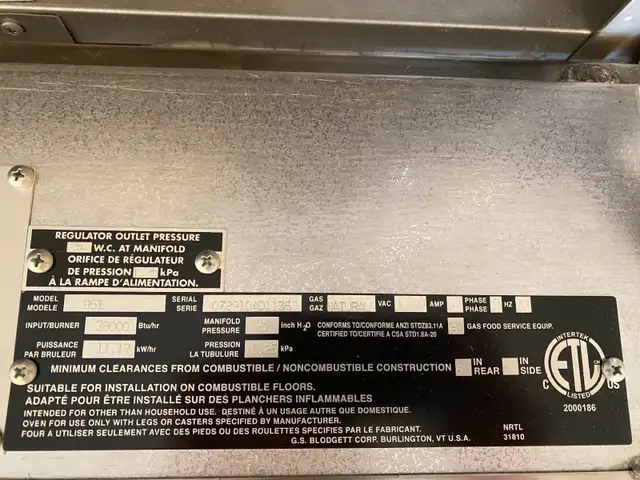 REGULATOR OUTLET PRESSURE
W.C. AT MANIFOLD
ORIFICE DE RÉGULATEUR
DE PRESSION kPa
À LA RAMPE D'ALIMENTATION.
MODEL
MODELE 951 SERIAL
SERIE GAS
GAZ NATURAL VAC AMP PHASE
PHASE HZ
INPUT/BURNER 38000 Btu/hr MANIFOLD
PRESSURE inch H2O CONFORMS TO/CONFORME ANZI STDZ83.11A
CERTIFIED TO/CERTIFIE A CSA STD1.8A-20 GAS FOOD SERVICE EQUIP.
PUISSANCE
PAR BRULEUR 11.17 kW/hr PRESSION
LA TUBULURE kPa
MINIMUM CLEARANCES FROM COMBUSTIBLE / NONCOMBUSTIBLE CONSTRUCTION IN
REAR IN
SIDE
SUITABLE FOR INSTALLATION ON COMBUSTIBLE FLOORS.
ADAPTÉ POUR ÊTRE INSTALLÉ SUR DES PLANCHERS INFLAMMABLES
INTENDED FOR OTHER THAN HOUSEHOLD USE. DESTINÉ À UN USAGE AUTRE QUE DOMESTIQUE.
OVEN FOR USE ONLY WITH LEGS OR CASTERS SPECIFIED BY MANUFACTURER.
FOUR A UTILISER SEULEMENT AVEC DES PIEDS OU DES ROULETTES SPECIFIES PAR LE FABRICANT.
G.S. BLODGETT CORP. BURLINGTON, VT U.S.A.
NRTL
31810
INTERTEK
C ETL US
LISTED
2000186